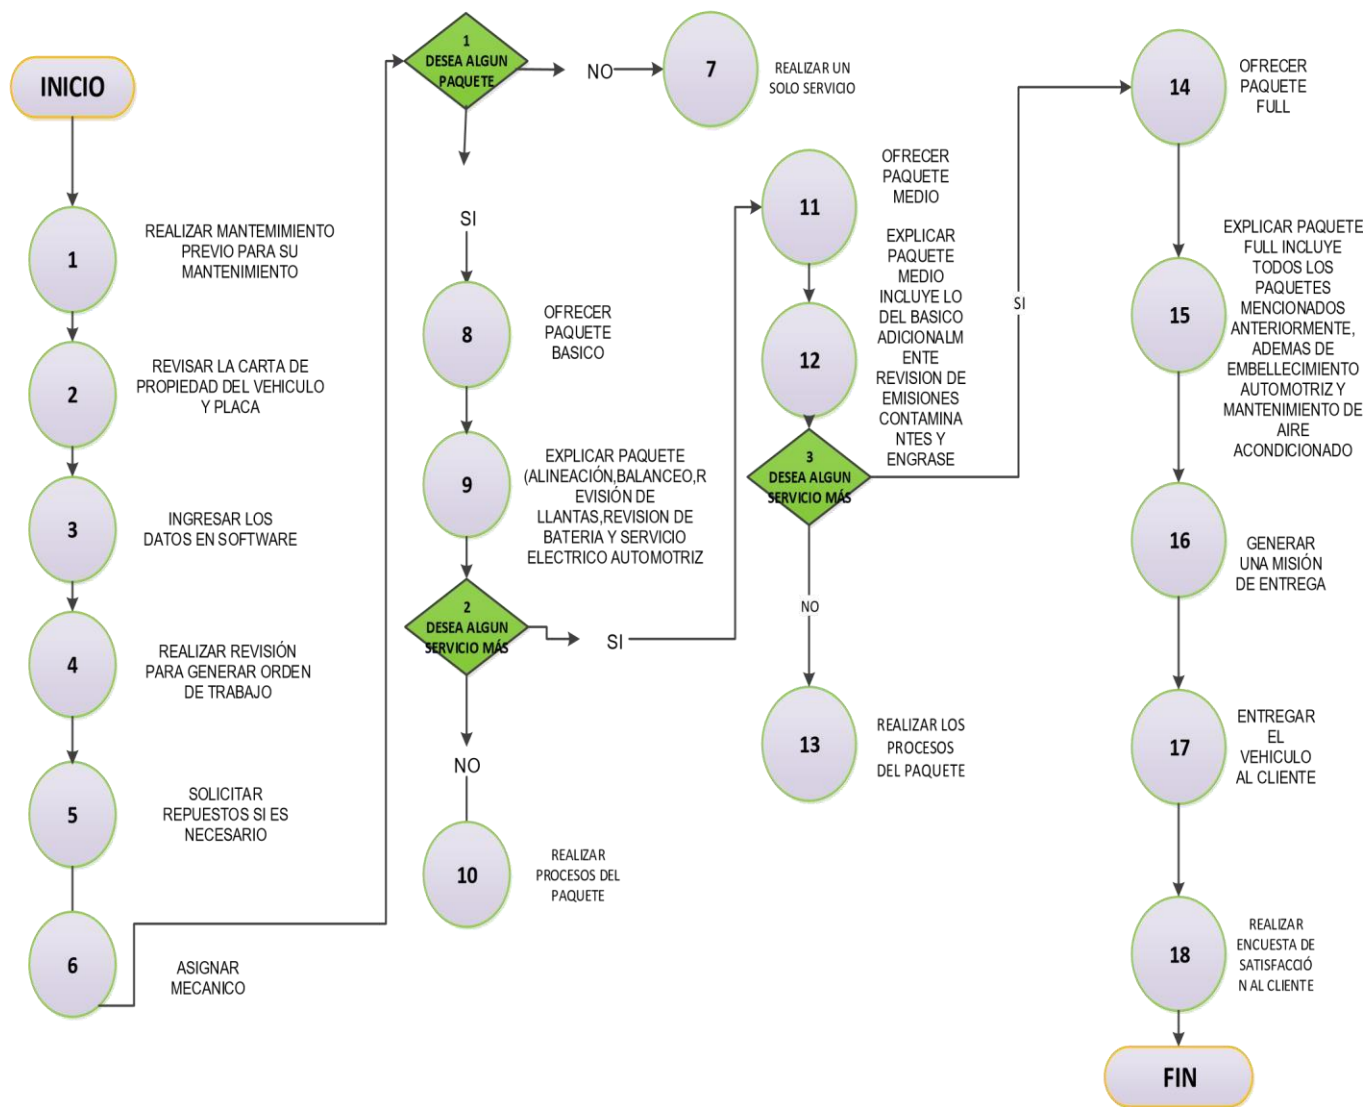 INICIO
1
REALIZAR MANTEMIMIENTO
PREVIO PARA SU
MANTENIMIENTO
2
REVISAR LA CARTA DE
PROPIEDAD DEL VEHICULO
Y PLACA
3
INGRESAR LOS
DATOS EN SOFTWARE
4
REALIZAR REVISIÓN
PARA GENERAR ORDEN
DE TRABAJO
5
SOLICITAR
REPUESTOS SI ES
NECESARIO
6
ASIGNAR
MECANICO
1
DESEA ALGUN
PAQUETE
NO
7
REALIZAR UN
SOLO SERVICIO
SI
8
OFRECER
PAQUETE
BASICO
9
EXPLICAR PAQUETE
(ALINEACIÓN,BALANCEO,R
EVISIÓN DE
LLANTAS,REVISION DE
BATERIA Y SERVICIO
ELECTRICO AUTOMOTRIZ
2
DESEA ALGUN
SERVICIO MÁS
SI
NO
10
REALIZAR
PROCESOS DEL
PAQUETE
11
OFRECER
PAQUETE
MEDIO
12
EXPLICAR
PAQUETE
MEDIO
INCLUYE LO
DEL BASICO
ADICIONALM
ENTE
REVISION DE
EMISIONES
CONTAMINA
NTES Y
ENGRASE
3
DESEA ALGUN
SERVICIO MÁS
SI
NO
13
REALIZAR LOS
PROCESOS
DEL PAQUETE
14
OFRECER
PAQUETE
FULL
15
EXPLICAR PAQUETE
FULL INCLUYE
TODOS LOS
PAQUETES
MENCIONADOS
ANTERIORMENTE,
ADEMAS DE
EMBELLECIMIENTO
AUTOMOTRIZ Y
MANTENIMIENTO DE
AIRE
ACONDICIONADO
16
GENERAR
UNA MISIÓN
DE ENTREGA
17
ENTREGAR
EL
VEHICULO
AL CLIENTE
18
REALIZAR
ENCUESTA DE
SATISFACCIÓ
N AL CLIENTE
FIN